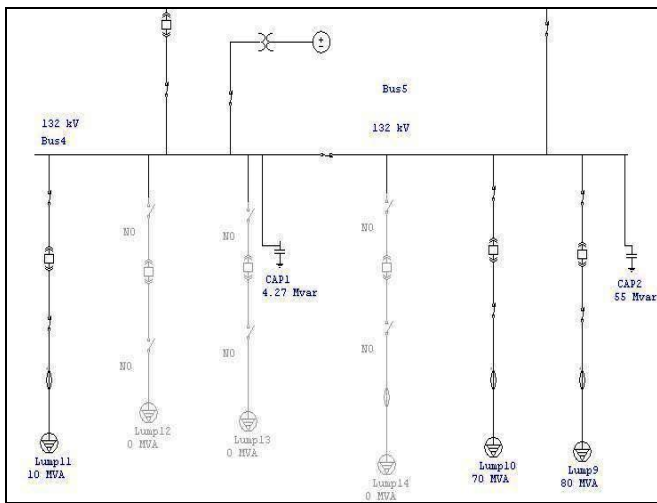 Bus5
132 kV
Bus4
132 kV
NO
NO
NO
CAP1
4.27 Mvar
CAP2
55 Mvar
NO
NO
NO
Lump11
10 MVA
Lump12
0 MVA
Lump13
0 MVA
Lump14
0 MVA
Lump10
70 MVA
Lump9
80 MVA